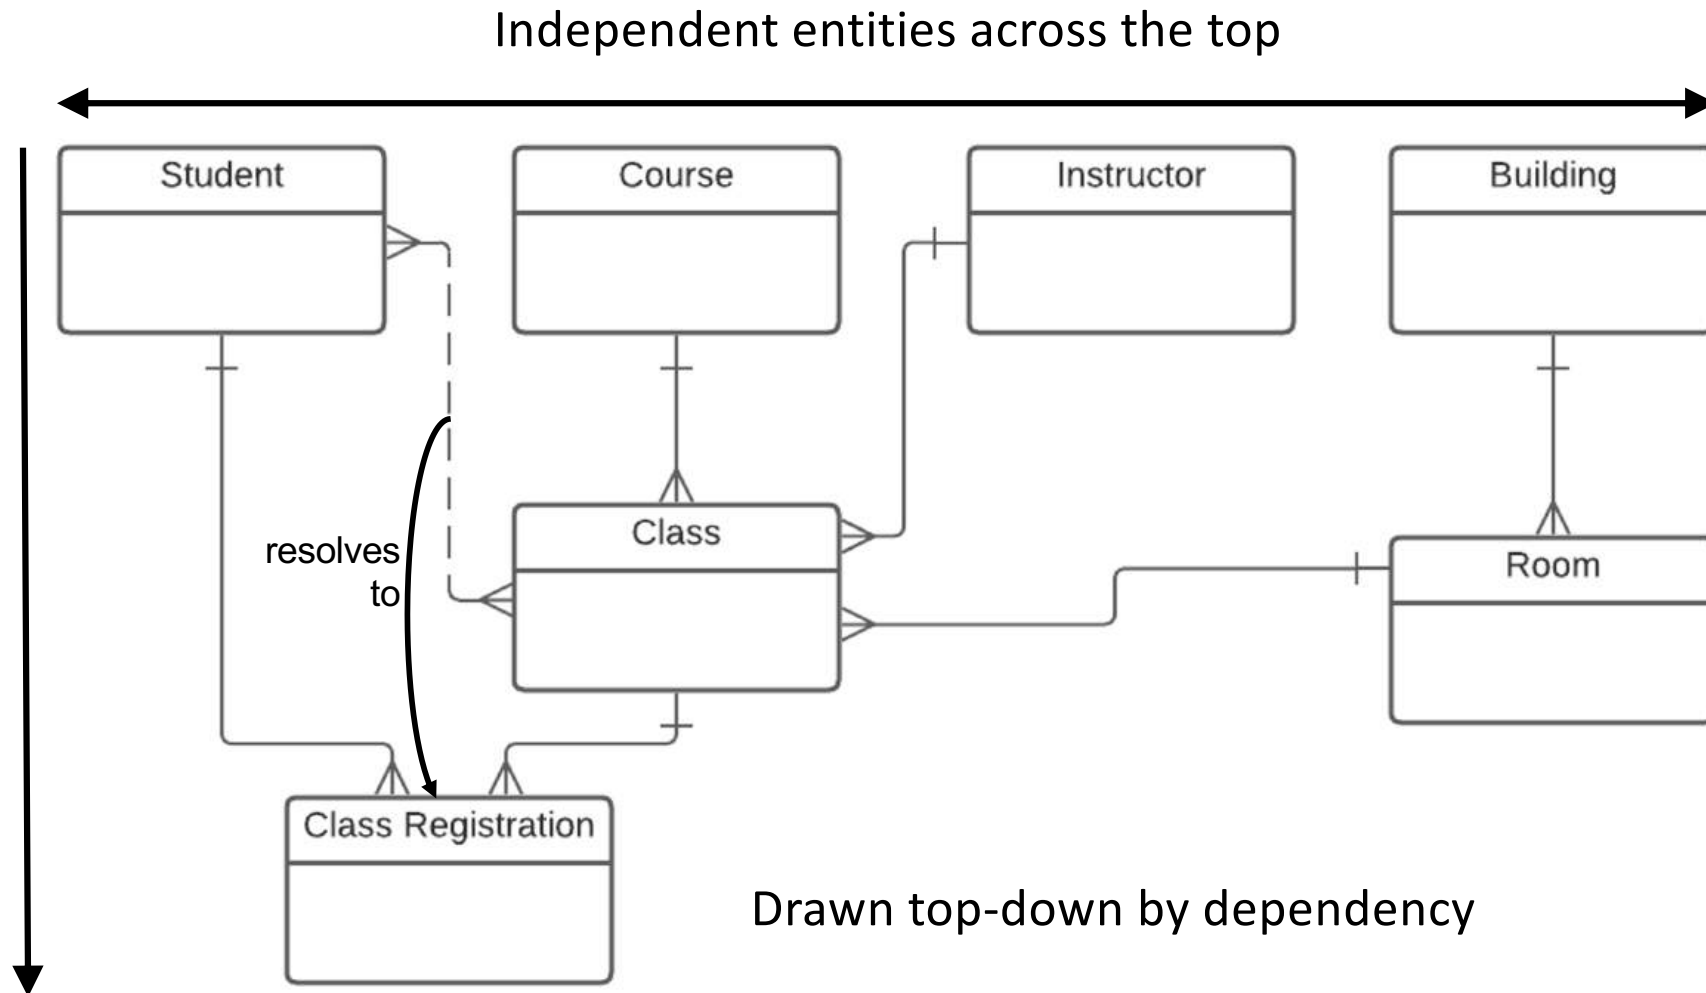 Independent entities across the top
Student
Course
Instructor
Building
Class
resolves
to
Room
Class Registration
Drawn top-down by dependency